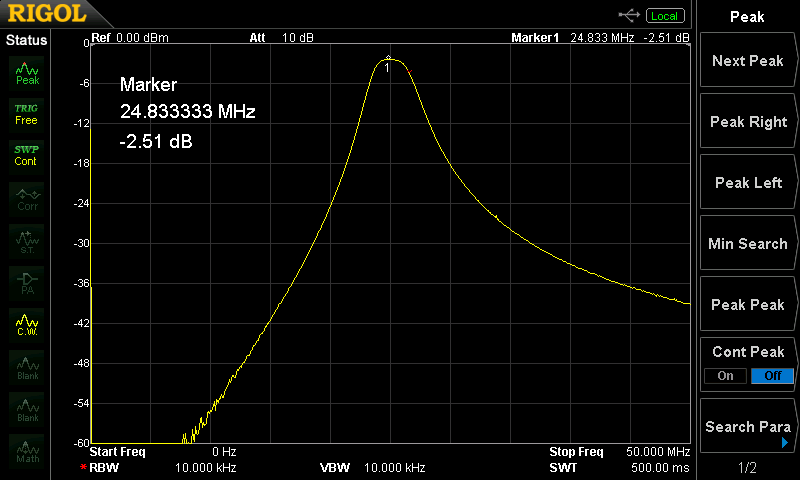 RIGOL
Local
Peak
Status
Ref 0.00 dBm Att 10 dB Marker1 24.833 MHz -2.51 dB
Next Peak
Peak Right
Peak Left
Min Search
Peak Peak
Cont Peak
On Off
Search Para
1/2
Peak
TRIG
Free
SWP
Cont
Corr
S.T.
PA
C.W.
Blank
Blank
Math
Marker
24.833333 MHz
-2.51 dB
1
0
-6
-12
-18
-24
-30
-36
-42
-48
-54
-60
Start Freq 0 Hz Stop Freq 50.000 MHz
RBW 10.000 kHz VBW 10.000 kHz SWT 500.00 ms